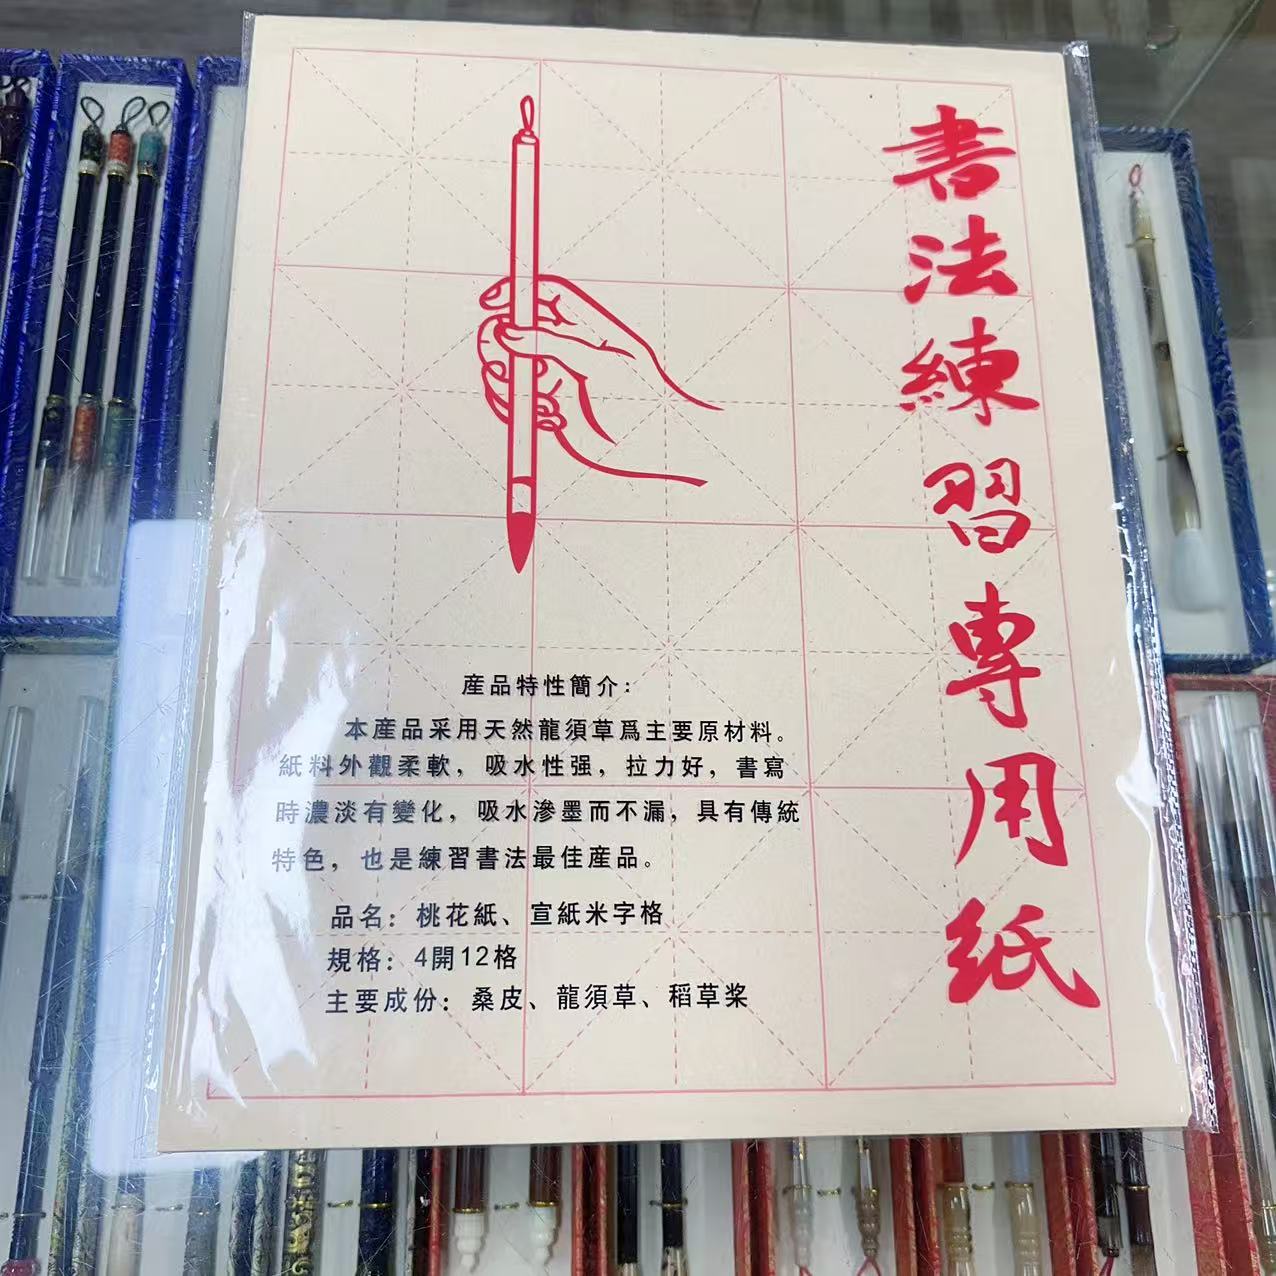 書法練習專用紙
産品特性簡介：
本産品采用天然龍須草爲主要原材料。
紙料外觀柔軟，吸水性强，拉力好，書寫
時濃淡有變化，吸水滲墨而不漏，具有傳統
特色，也是練習書法最佳産品。
品名：桃花紙、宣紙米字格
規格：4開12格
主要成份：桑皮、龍須草、稻草桨